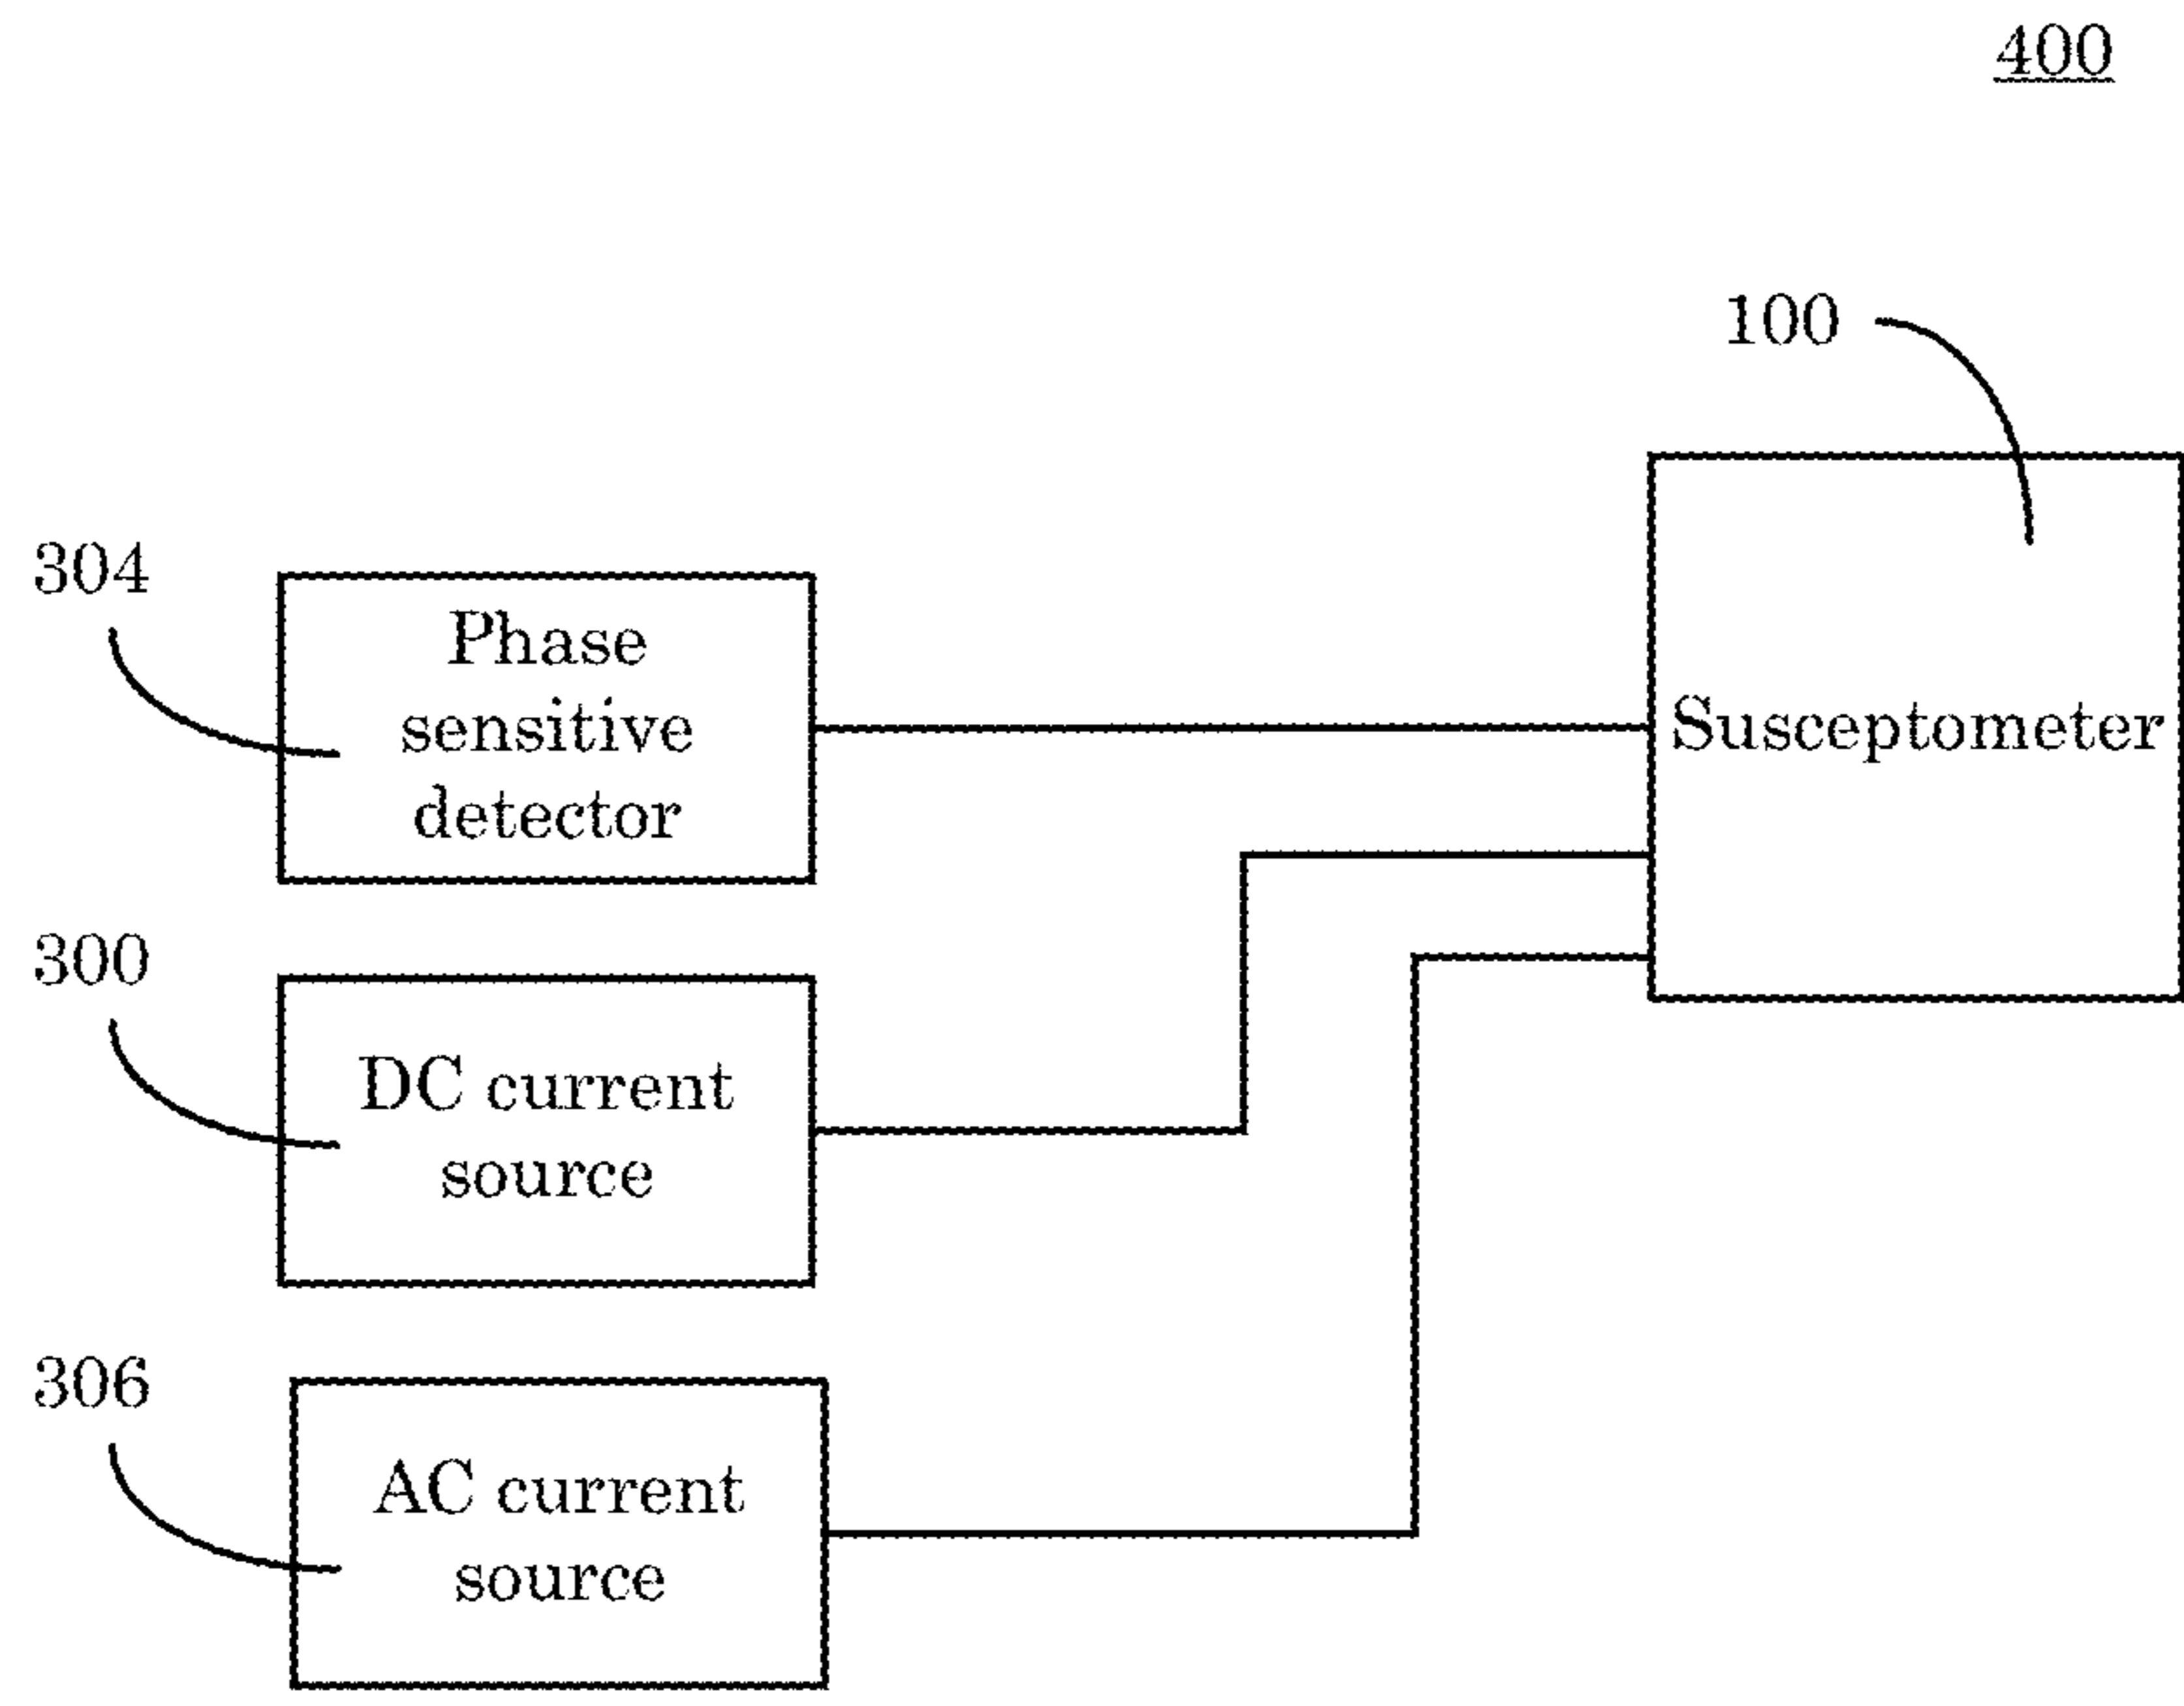 400
100
304
Phase
sensitive
detector
Susceptometer
300
DC current
source
306
AC current
source